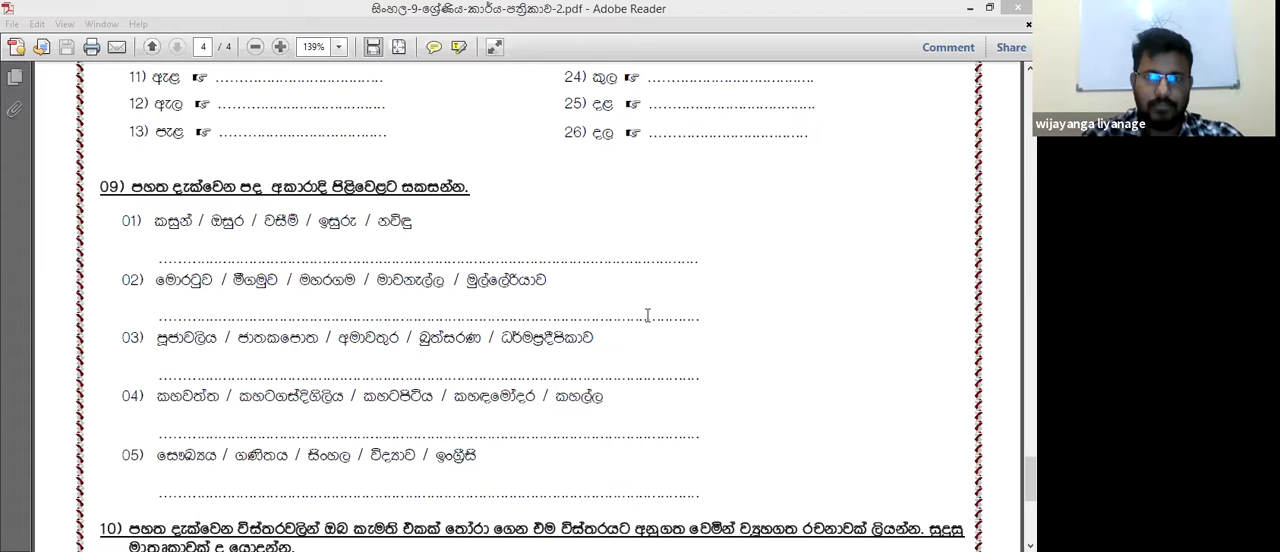 සිංහල-9-ශ්‍රේණිය-කාර්ය-පත්‍රිකාව-2.pdf - Adobe Reader
File Edit View Window Help
4 / 4 139% Comment Share
wijayanga liyanage
11) ඇළ ☞ ........................................ 24) කුල ☞ ........................................
12) ඇල ☞ ........................................ 25) දළ ☞ ........................................
13) පැළ ☞ ........................................ 26) දල ☞ ........................................
09) පහත දැක්වෙන පද අකාරාදි පිළිවෙළට සකසන්න.
01) කසුන් / ඔසුර / වසීම් / ඉසුරු / නවිඳු
02) මොරටුව / මීගමුව / මහරගම / මාවනැල්ල / මුල්ලේරියාව
03) පූජාවලිය / ජාතකපොත / අමාවතුර / බුත්සරණ / ධර්මප්‍රදීපිකාව
04) කහවත්ත / කහටගස්දිගිලිය / කහටපිටිය / කහඳමෝදර / කහල්ල
05) සෞඛ්‍යය / ගණිතය / සිංහල / විද්‍යාව / ඉංග්‍රීසි
10) පහත දැක්වෙන විස්තරවලින් ඔබ කැමති එකක් තෝරා ගෙන එම විස්තරයට අනුගත වෙමින් ව්‍යුහගත රචනාවක් ලියන්න. සුදුසු
මාතෘකාවක් ද යොදන්න.